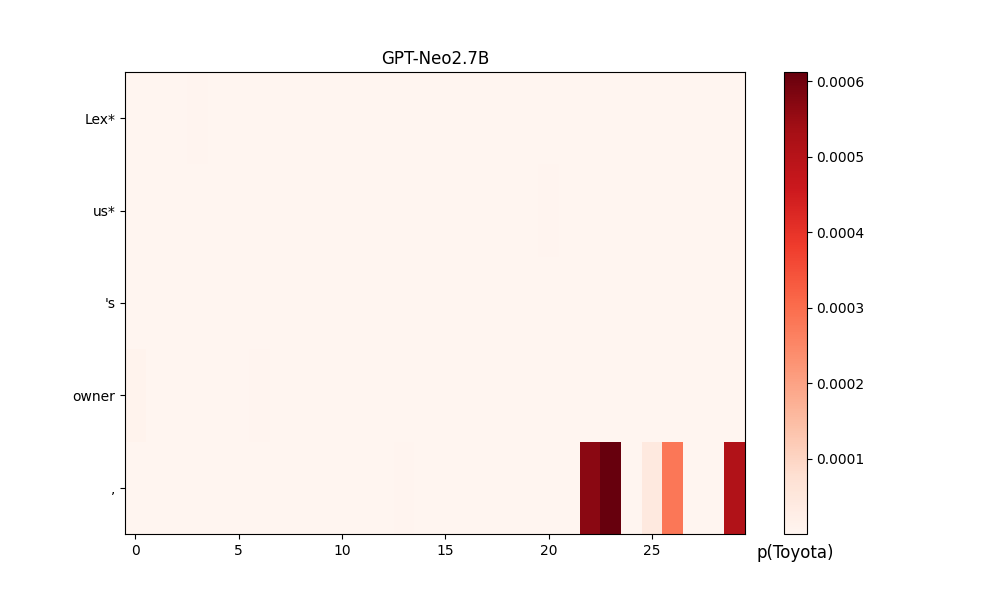 GPT-Neo2.7B
Lex*
us*
's
owner
,
0 5 10 15 20 25
0.0006
0.0005
0.0004
0.0003
0.0002
0.0001
p(Toyota)